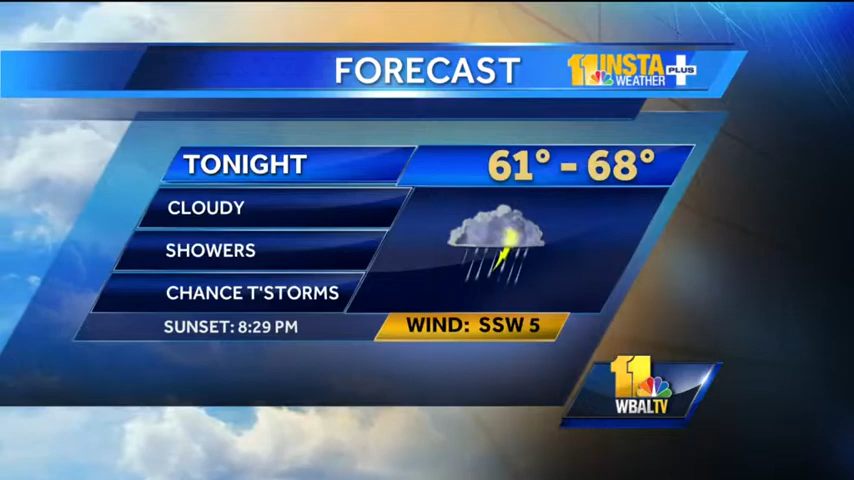 FORECAST
11 INSTA
WEATHER PLUS
TONIGHT
61° - 68°
CLOUDY
SHOWERS
CHANCE T'STORMS
SUNSET: 8:29 PM
WIND: SSW 5
11
WBALTV